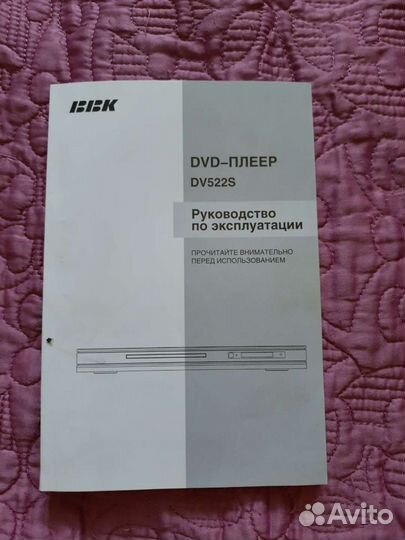 BBK
DVD–ПЛЕЕР
DV522S
Руководство
по эксплуатации
ПРОЧИТАЙТЕ ВНИМАТЕЛЬНО
ПЕРЕД ИСПОЛЬЗОВАНИЕМ
Avito